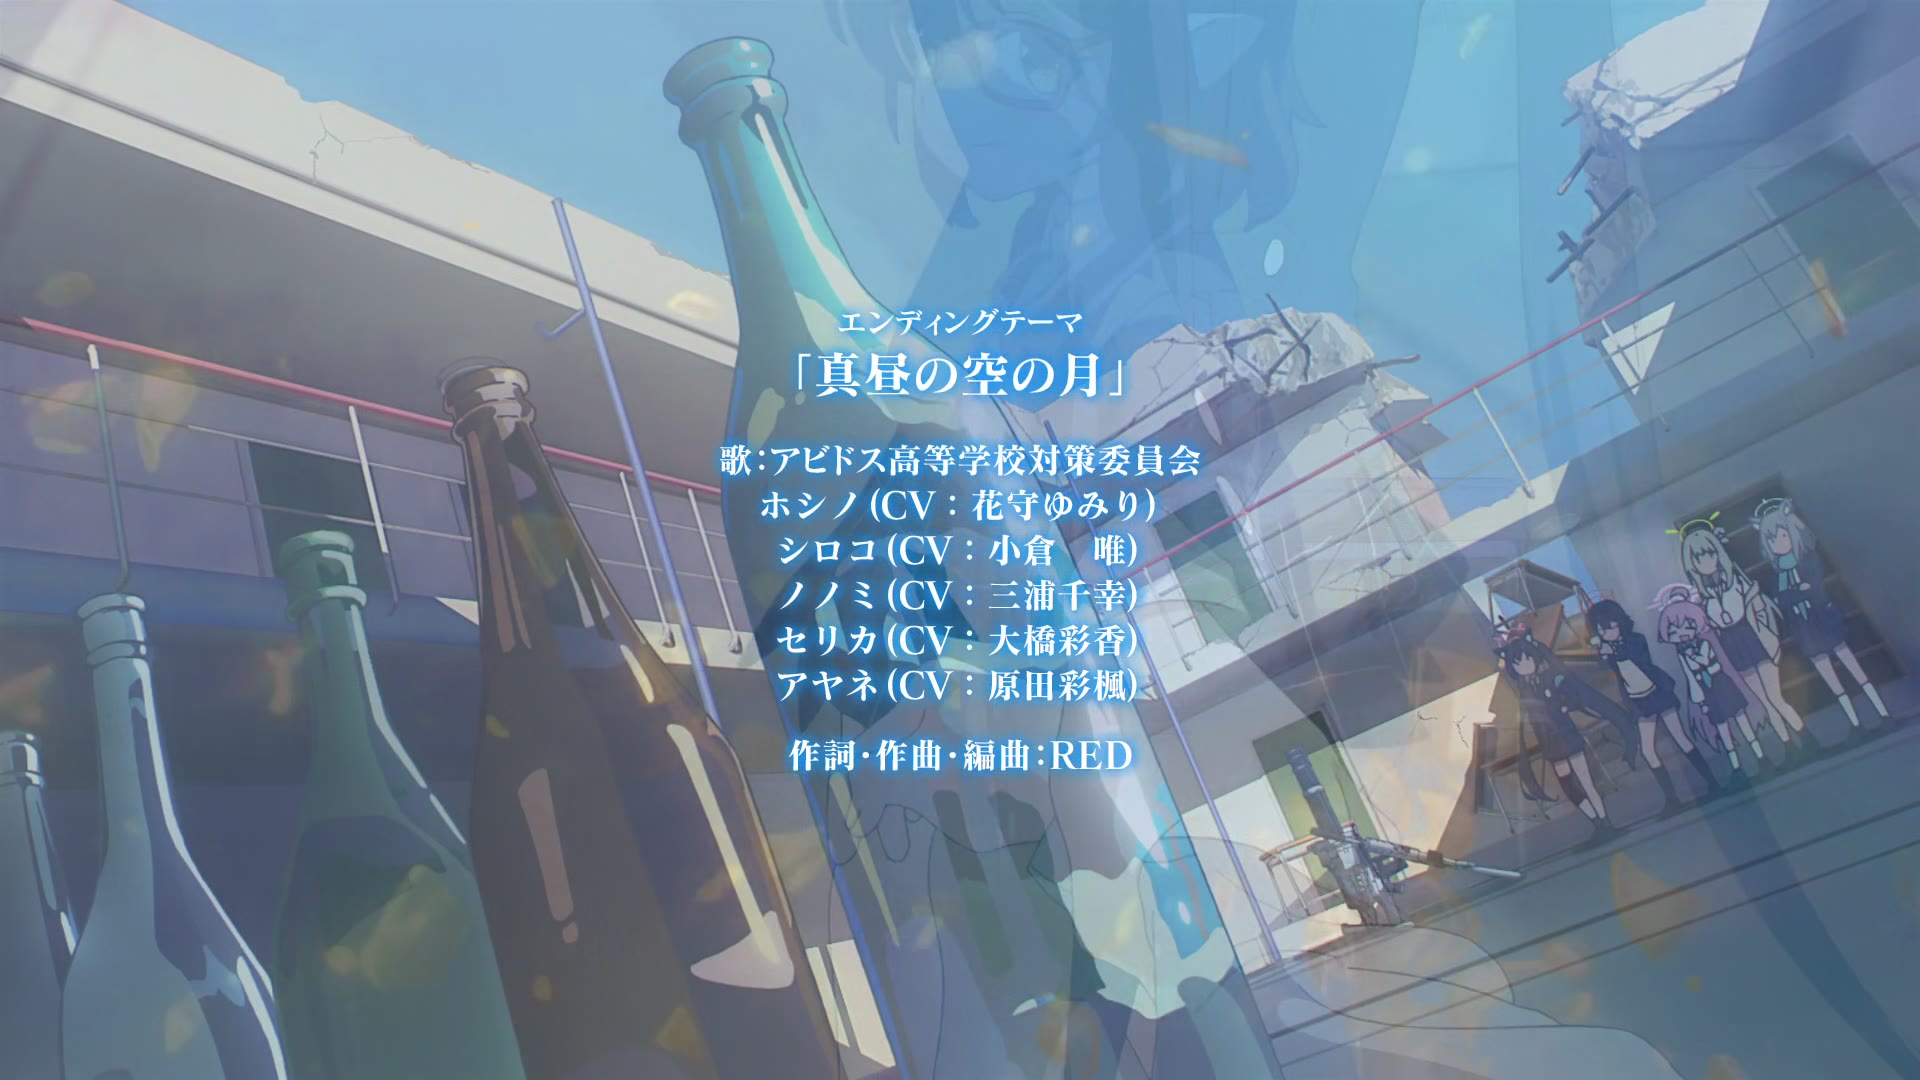 エンディングテーマ
「真昼の空の月」
歌：アビドス高等学校対策委員会
ホシノ(CV：花守ゆみり)
シロコ(CV：小倉　唯)
ノノミ(CV：三浦千幸)
セリカ(CV：大橋彩香)
アヤネ(CV：原田彩楓)
作詞・作曲・編曲：RED